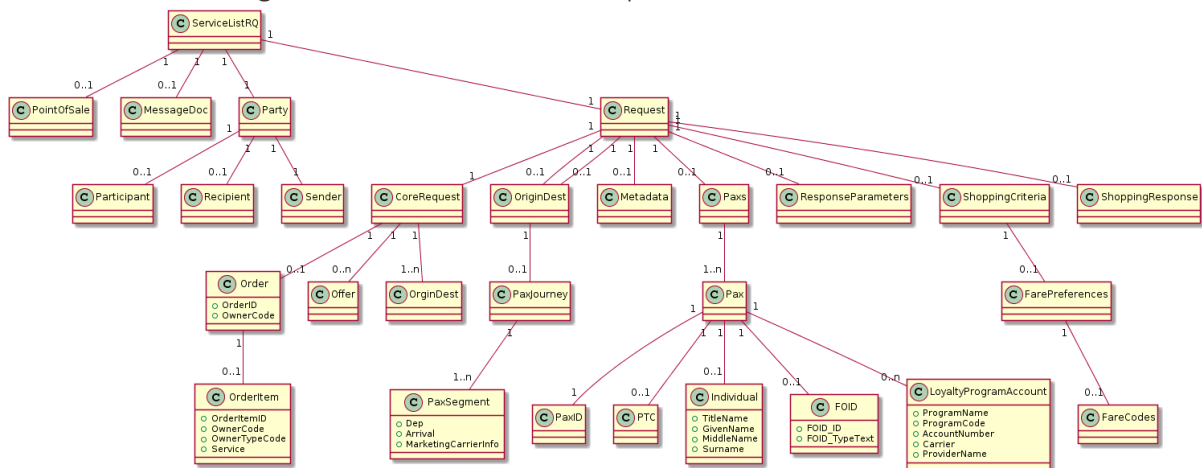 C ServiceListRQ
1
1 1 1
0..1 0..1 1 1
C PointOfSale C MessageDoc C Party C Request
1
1
1
1 1 1 1 1 1 1 1
0..1 0..1 1 1 0..1 0..1 0..1 0..1 0..1 0..1 0..1
C Participant C Recipient C Sender C CoreRequest C OriginDest C Metadata C Paxs C ResponseParameters C ShoppingCriteria C ShoppingResponse
1 1 1 1 1 1
0..1 0..n 1..n 0..1 1..n 0..1
C Order C Offer C OrginDest C PaxJourney C Pax C FarePreferences
OrderID
OwnerCode
1 1 1 1 1 1 1 1
0..1 1..n 1 0..1 0..1 0..1 0..n 0..1
C OrderItem C PaxSegment C PaxID C PTC C Individual C FOID C LoyaltyProgramAccount C FareCodes
OrderItemID
OwnerCode
OwnerTypeCode
Service
Dep
Arrival
MarketingCarrierInfo
TitleName
GivenName
MiddleName
Surname
FOID_ID
FOID_TypeText
ProgramName
ProgramCode
AccountNumber
Carrier
ProviderName